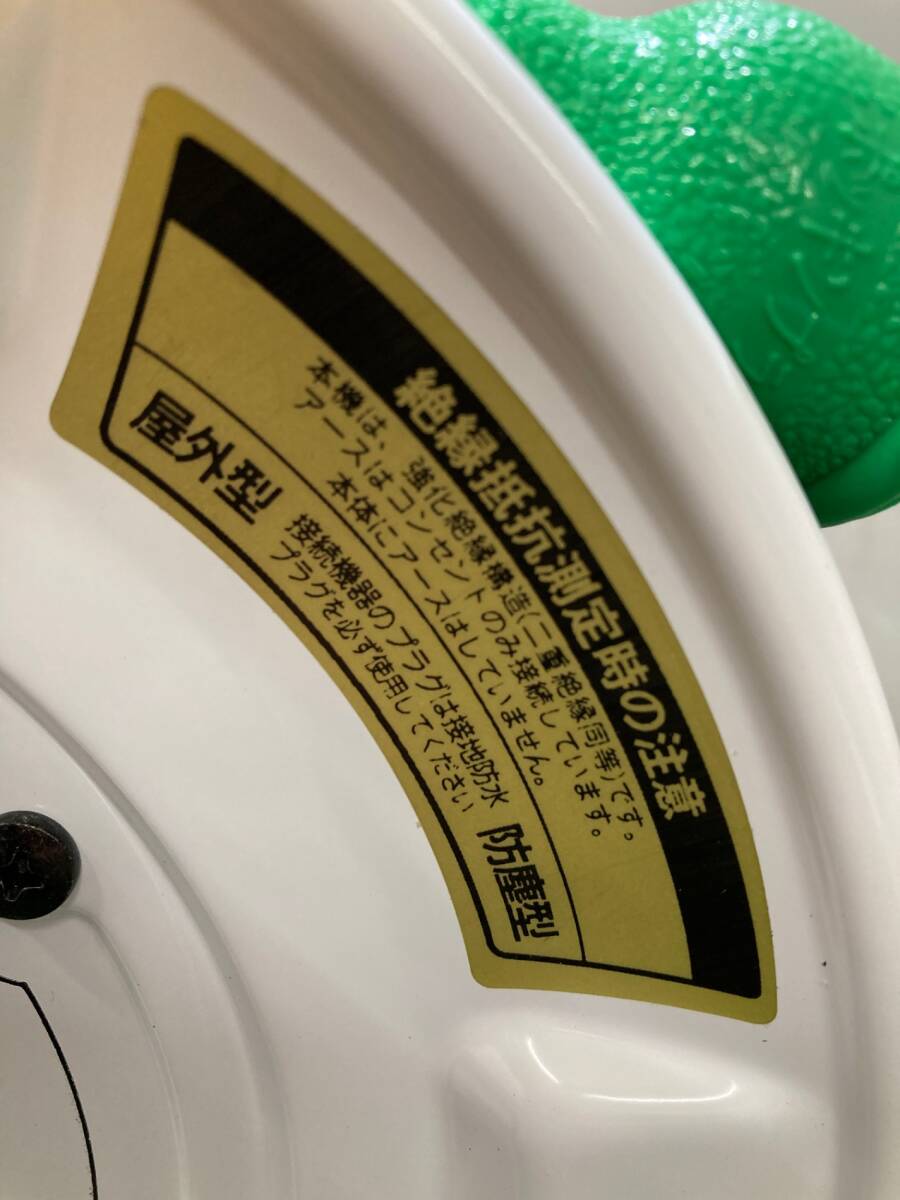 絶縁抵抗測定時の注意
本機は、強化絶縁構造(二重絶縁同等)です。
アースはコンセントのみ接続しています。
本体にアースはしていません。
屋外型
接続機器のプラグは接地防水
プラグを必ず使用してください
防塵型